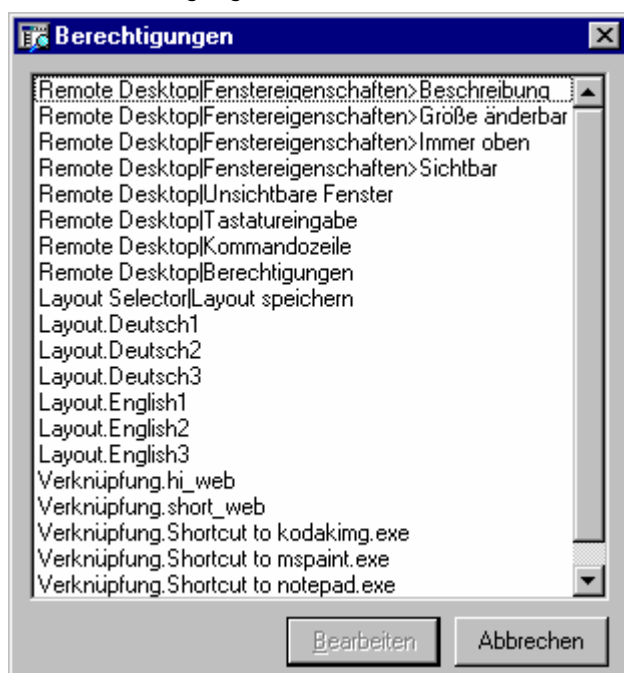 Berechtigungen
Remote Desktop|Fenstereigenschaften>Beschreibung
Remote Desktop|Fenstereigenschaften>Größe änderbar
Remote Desktop|Fenstereigenschaften>Immer oben
Remote Desktop|Fenstereigenschaften>Sichtbar
Remote Desktop|Unsichtbare Fenster
Remote Desktop|Tastatureingabe
Remote Desktop|Kommandozeile
Remote Desktop|Berechtigungen
Layout Selector|Layout speichern
Layout.Deutsch1
Layout.Deutsch2
Layout.Deutsch3
Layout.English1
Layout.English2
Layout.English3
Verknüpfung.hi_web
Verknüpfung.short_web
Verknüpfung.Shortcut to kodakimg.exe
Verknüpfung.Shortcut to mspaint.exe
Verknüpfung.Shortcut to notepad.exe
Bearbeiten Abbrechen